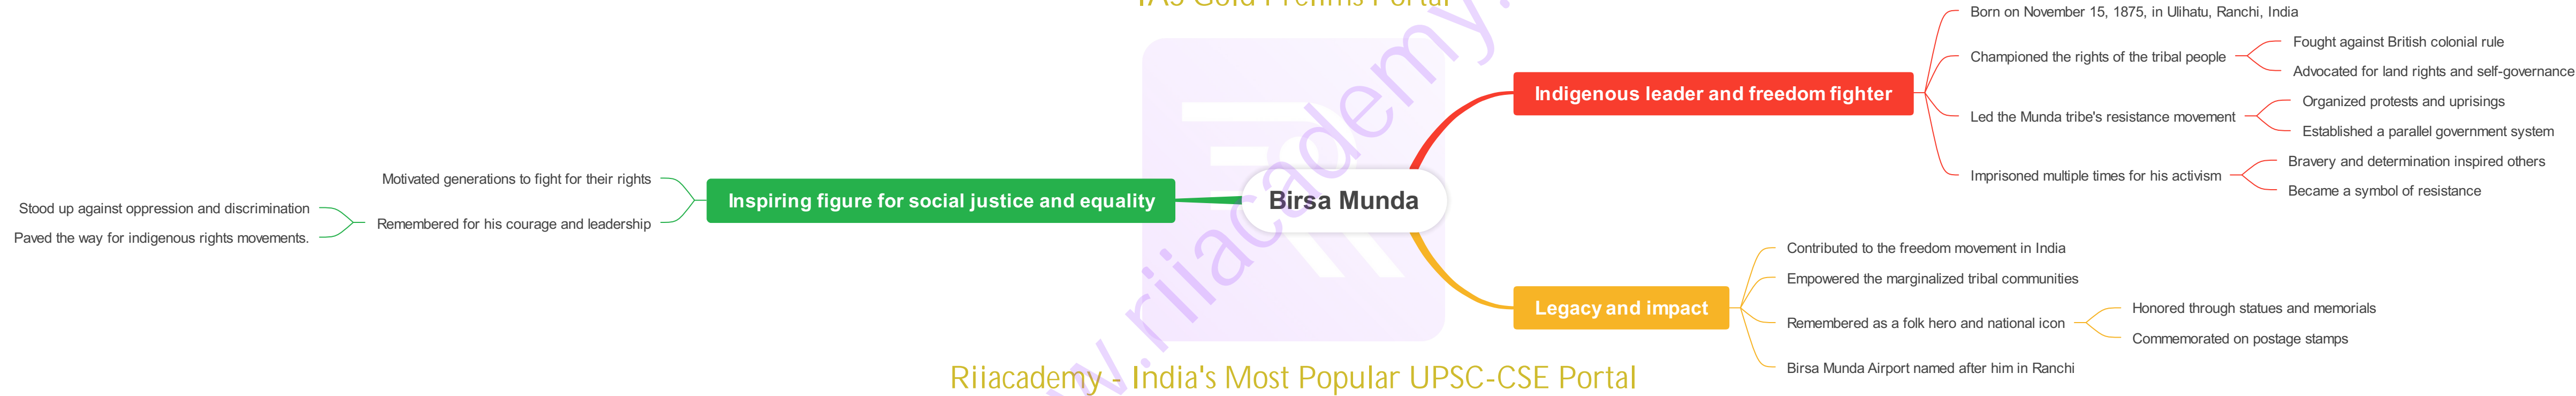 IAS Gold Prelims Portal
Birsa Munda
Indigenous leader and freedom fighter
Born on November 15, 1875, in Ulihatu, Ranchi, India
Championed the rights of the tribal people
Fought against British colonial rule
Advocated for land rights and self-governance
Led the Munda tribe's resistance movement
Organized protests and uprisings
Established a parallel government system
Imprisoned multiple times for his activism
Bravery and determination inspired others
Became a symbol of resistance
Legacy and impact
Contributed to the freedom movement in India
Empowered the marginalized tribal communities
Remembered as a folk hero and national icon
Honored through statues and memorials
Commemorated on postage stamps
Birsa Munda Airport named after him in Ranchi
Inspiring figure for social justice and equality
Motivated generations to fight for their rights
Remembered for his courage and leadership
Stood up against oppression and discrimination
Paved the way for indigenous rights movements.
w.riiacademy.
Riiacademy - India's Most Popular UPSC-CSE Portal